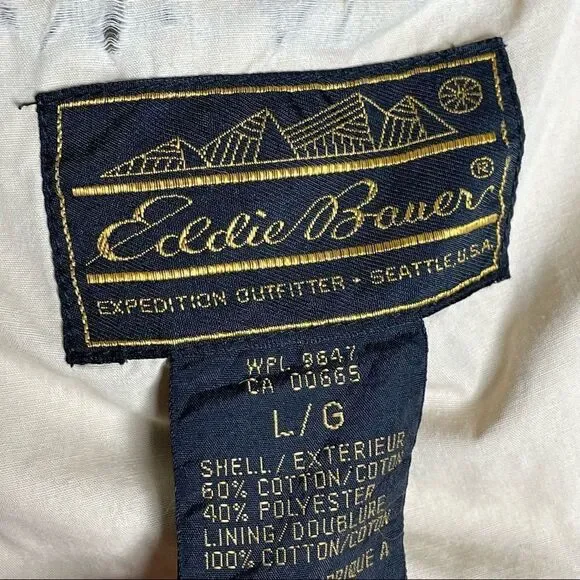 Eddie Bauer®
EXPEDITION OUTFITTER • SEATTLE, U.S.A.
WPL 8647
CA 00665
L/G
SHELL/EXTERIEUR
60% COTTON/COTON
40% POLYESTER
LINING/DOUBLURE
100% COTTON/COTON
A